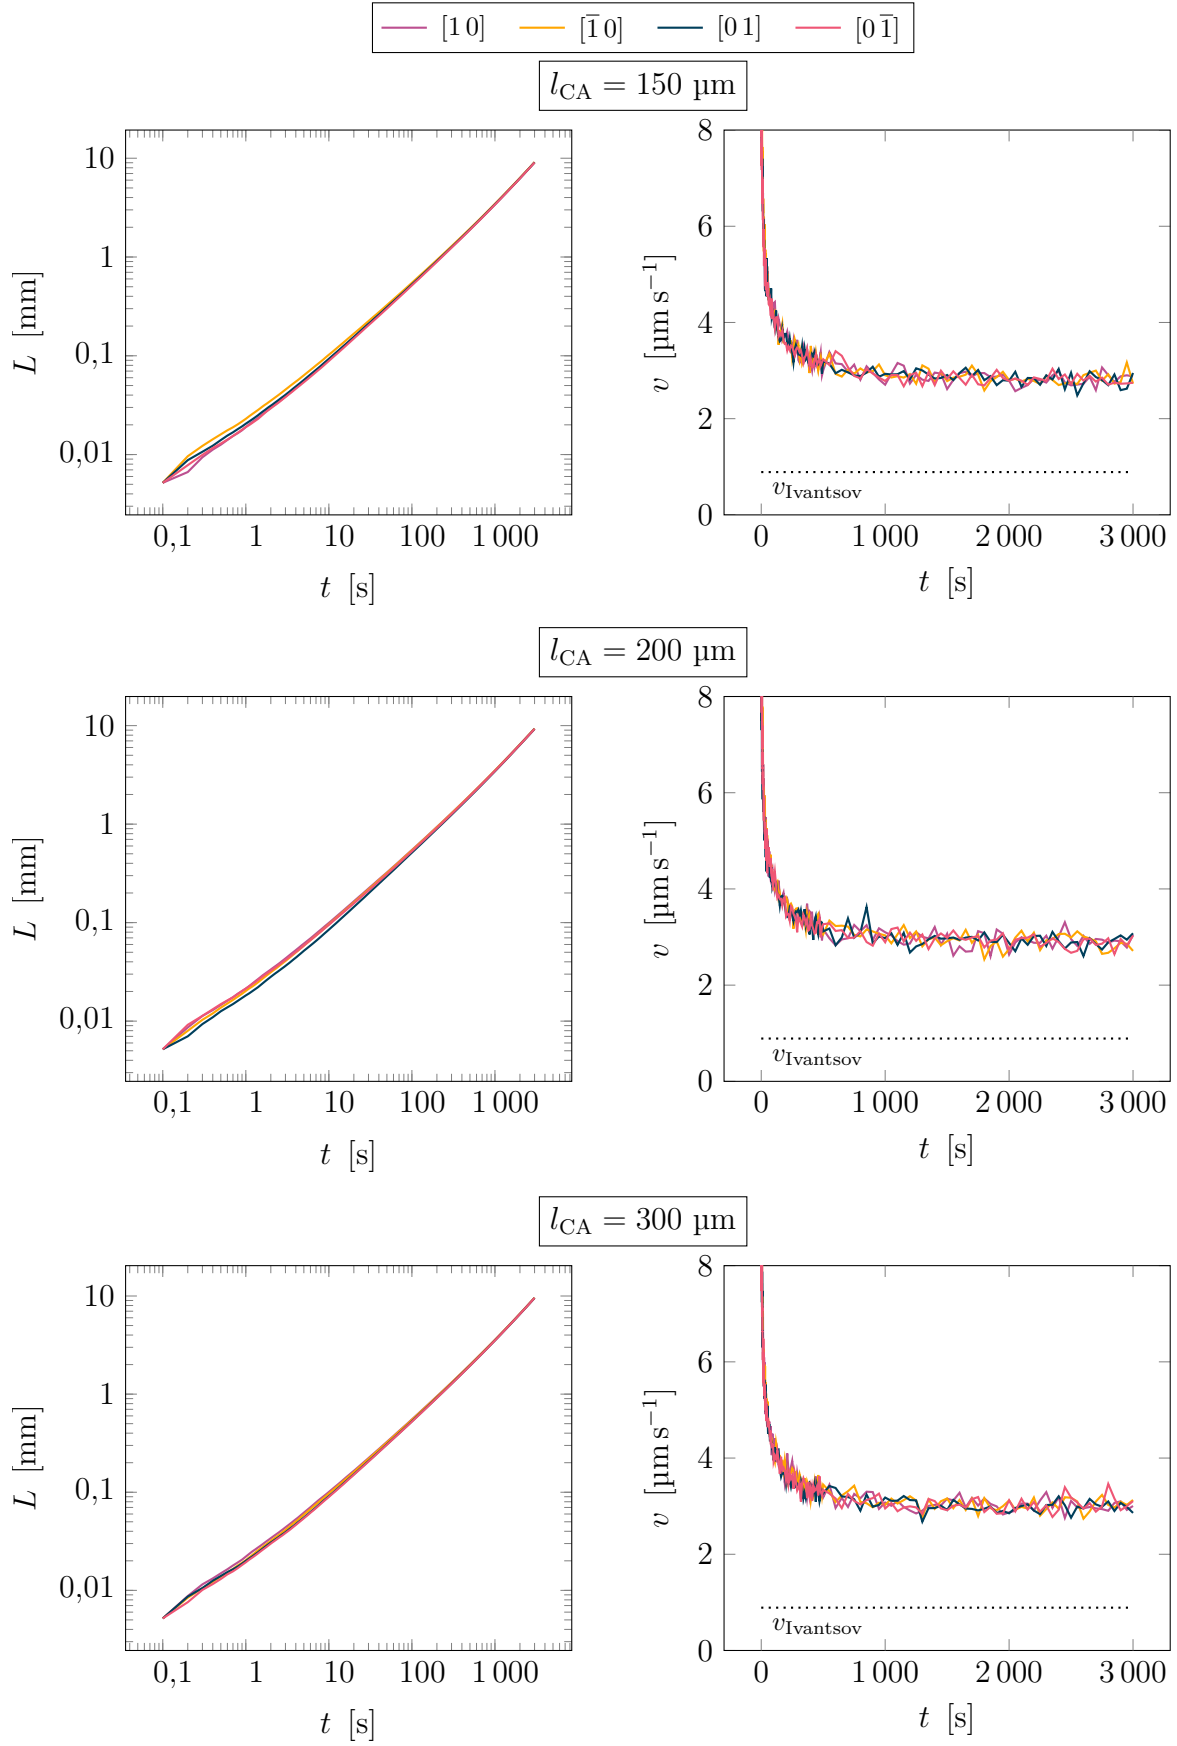 [1 0] [1̅ 0] [0 1] [0 1̅]
l_CA = 150 µm
10
1
0,1
0,01
L [mm]
0,1 1 10 100 1 000
t [s]
8
6
4
2
0
v [µm s⁻¹]
v_Ivantsov
0 1 000 2 000 3 000
t [s]
l_CA = 200 µm
10
1
0,1
0,01
L [mm]
0,1 1 10 100 1 000
t [s]
8
6
4
2
0
v [µm s⁻¹]
v_Ivantsov
0 1 000 2 000 3 000
t [s]
l_CA = 300 µm
10
1
0,1
0,01
L [mm]
0,1 1 10 100 1 000
t [s]
8
6
4
2
0
v [µm s⁻¹]
v_Ivantsov
0 1 000 2 000 3 000
t [s]